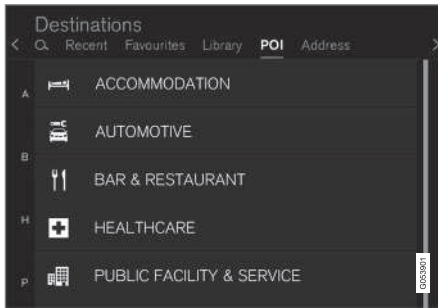 Destinations
Recent Favourites Library POI Address
A
ACCOMMODATION
AUTOMOTIVE
B
BAR & RESTAURANT
H
HEALTHCARE
P
PUBLIC FACILITY & SERVICE
G053901